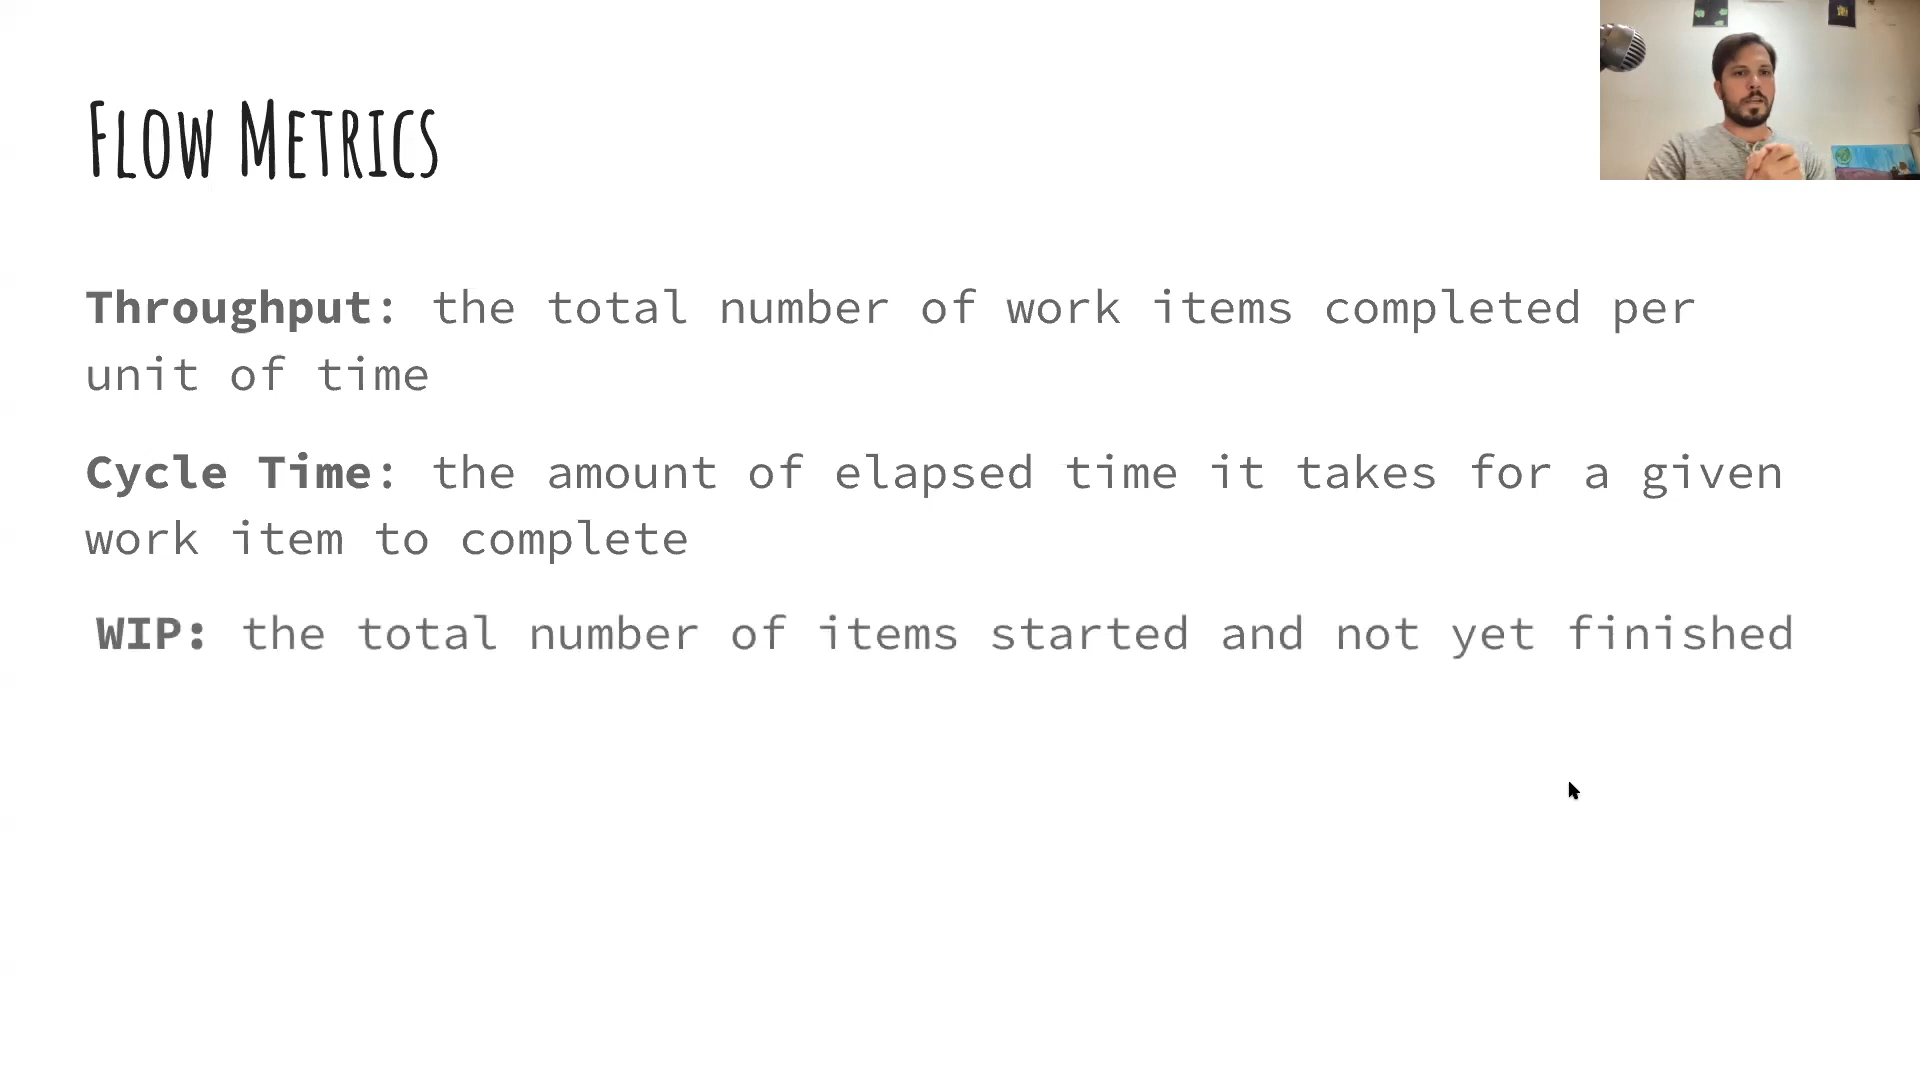 Flow Metrics
Throughput: the total number of work items completed per
unit of time
Cycle Time: the amount of elapsed time it takes for a given
work item to complete
WIP: the total number of items started and not yet finished